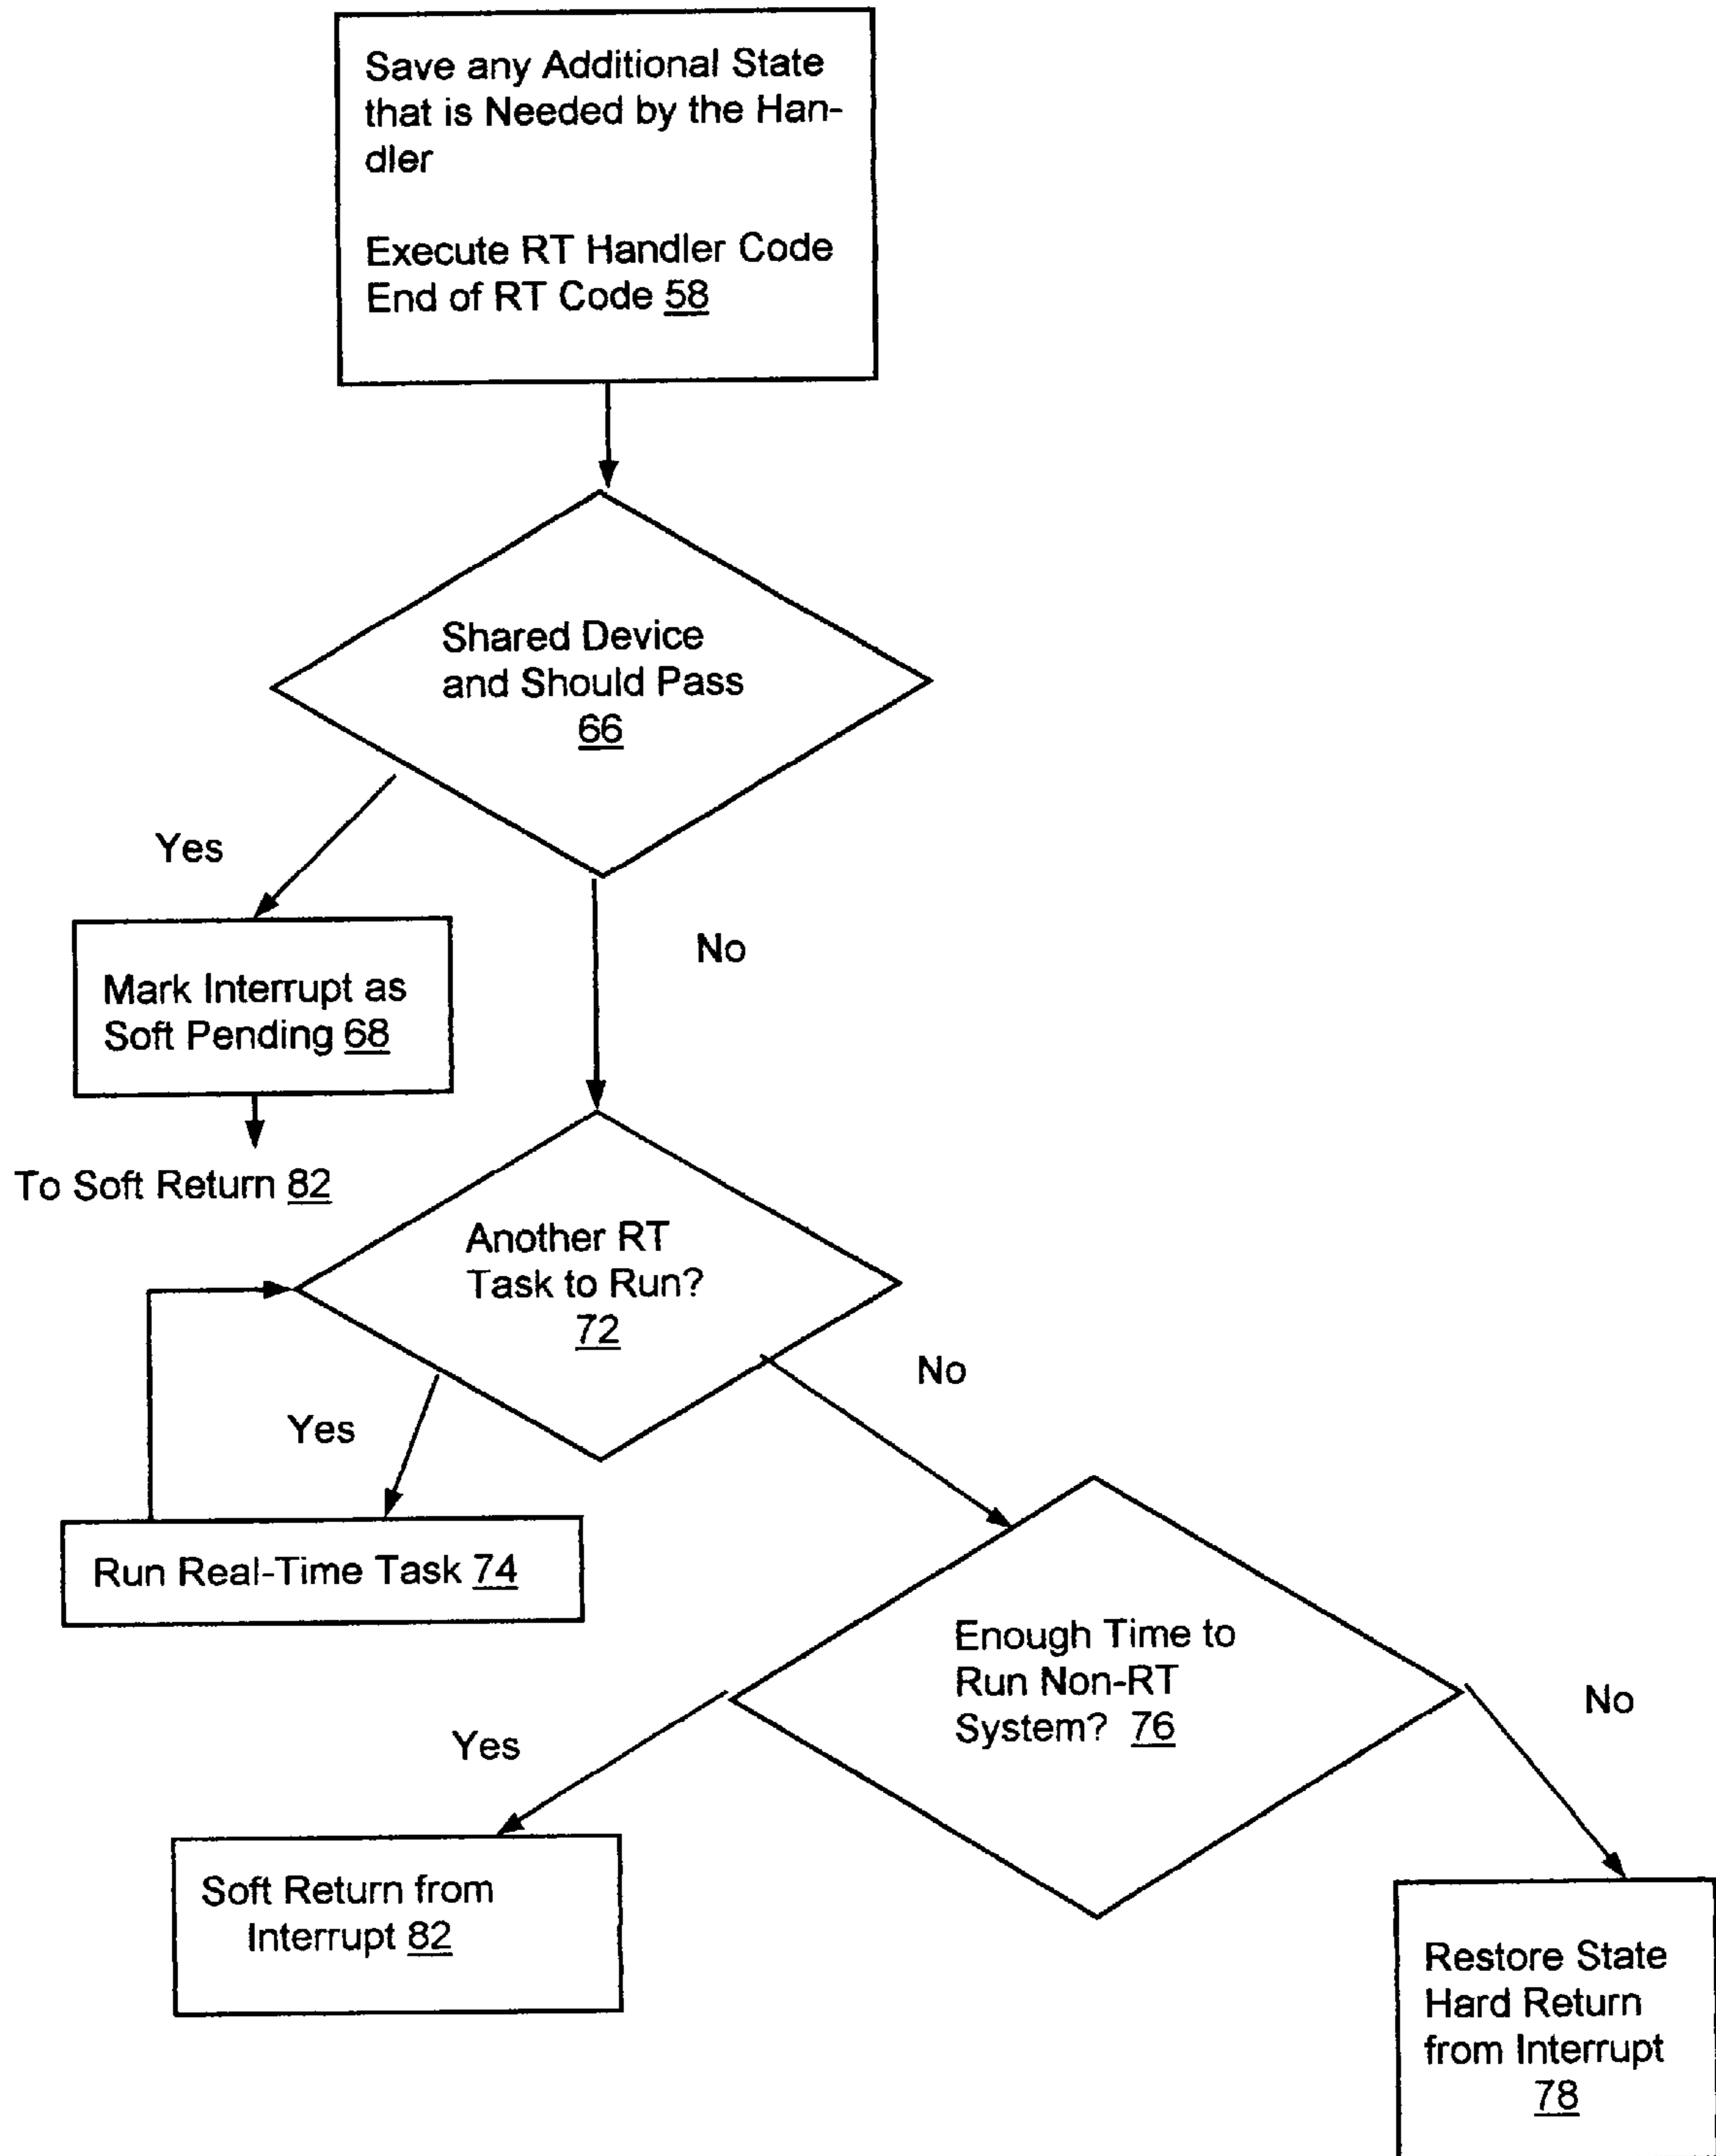 Save any Additional State
that is Needed by the Han-
dler
Execute RT Handler Code
End of RT Code 58
Shared Device
and Should Pass
66
Yes
No
Mark Interrupt as
Soft Pending 68
To Soft Return 82
Another RT
Task to Run?
72
No
Yes
Run Real-Time Task 74
Enough Time to
Run Non-RT
System? 76
No
Yes
Soft Return from
Interrupt 82
Restore State
Hard Return
from Interrupt
78